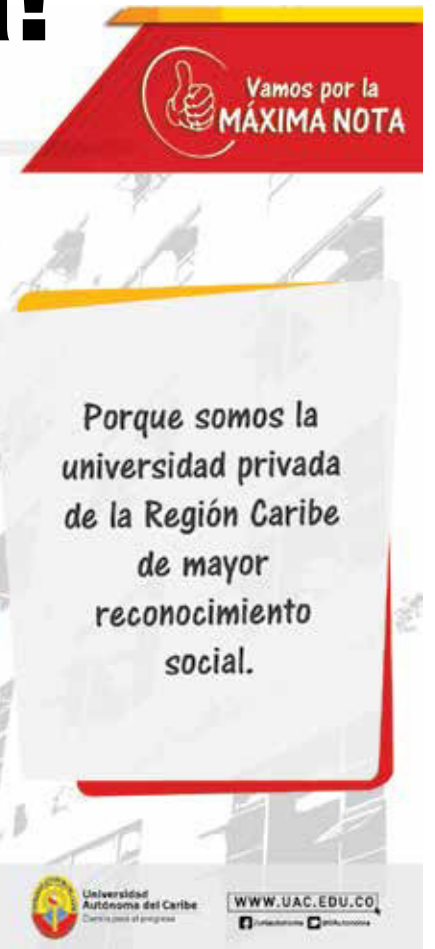 Vamos por la
MÁXIMA NOTA
Porque somos la
universidad privada
de la Región Caribe
de mayor
reconocimiento
social.
Universidad
Autónoma del Caribe
WWW.UAC.EDU.CO